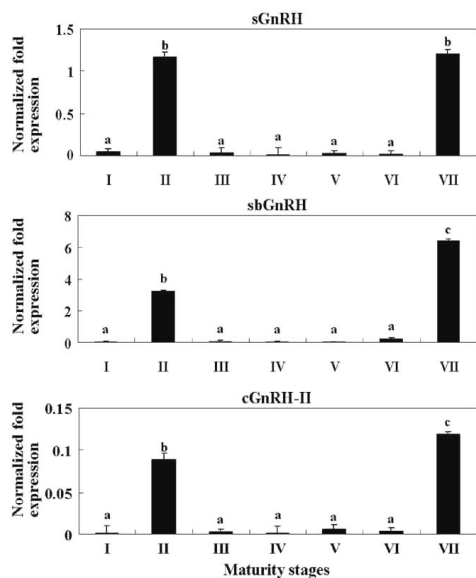 sGnRH
Normalized fold
expression
1.5
1
0.5
0
a
b
a
a
a
a
b
I II III IV V VI VII
sbGnRH
Normalized fold
expression
8
6
4
2
0
a
b
a
a
a
a
c
I II III IV V VI VII
cGnRH-II
Normalized fold
expression
0.15
0.1
0.05
0
a
b
a
a
a
a
c
I II III IV V VI VII
Maturity stages